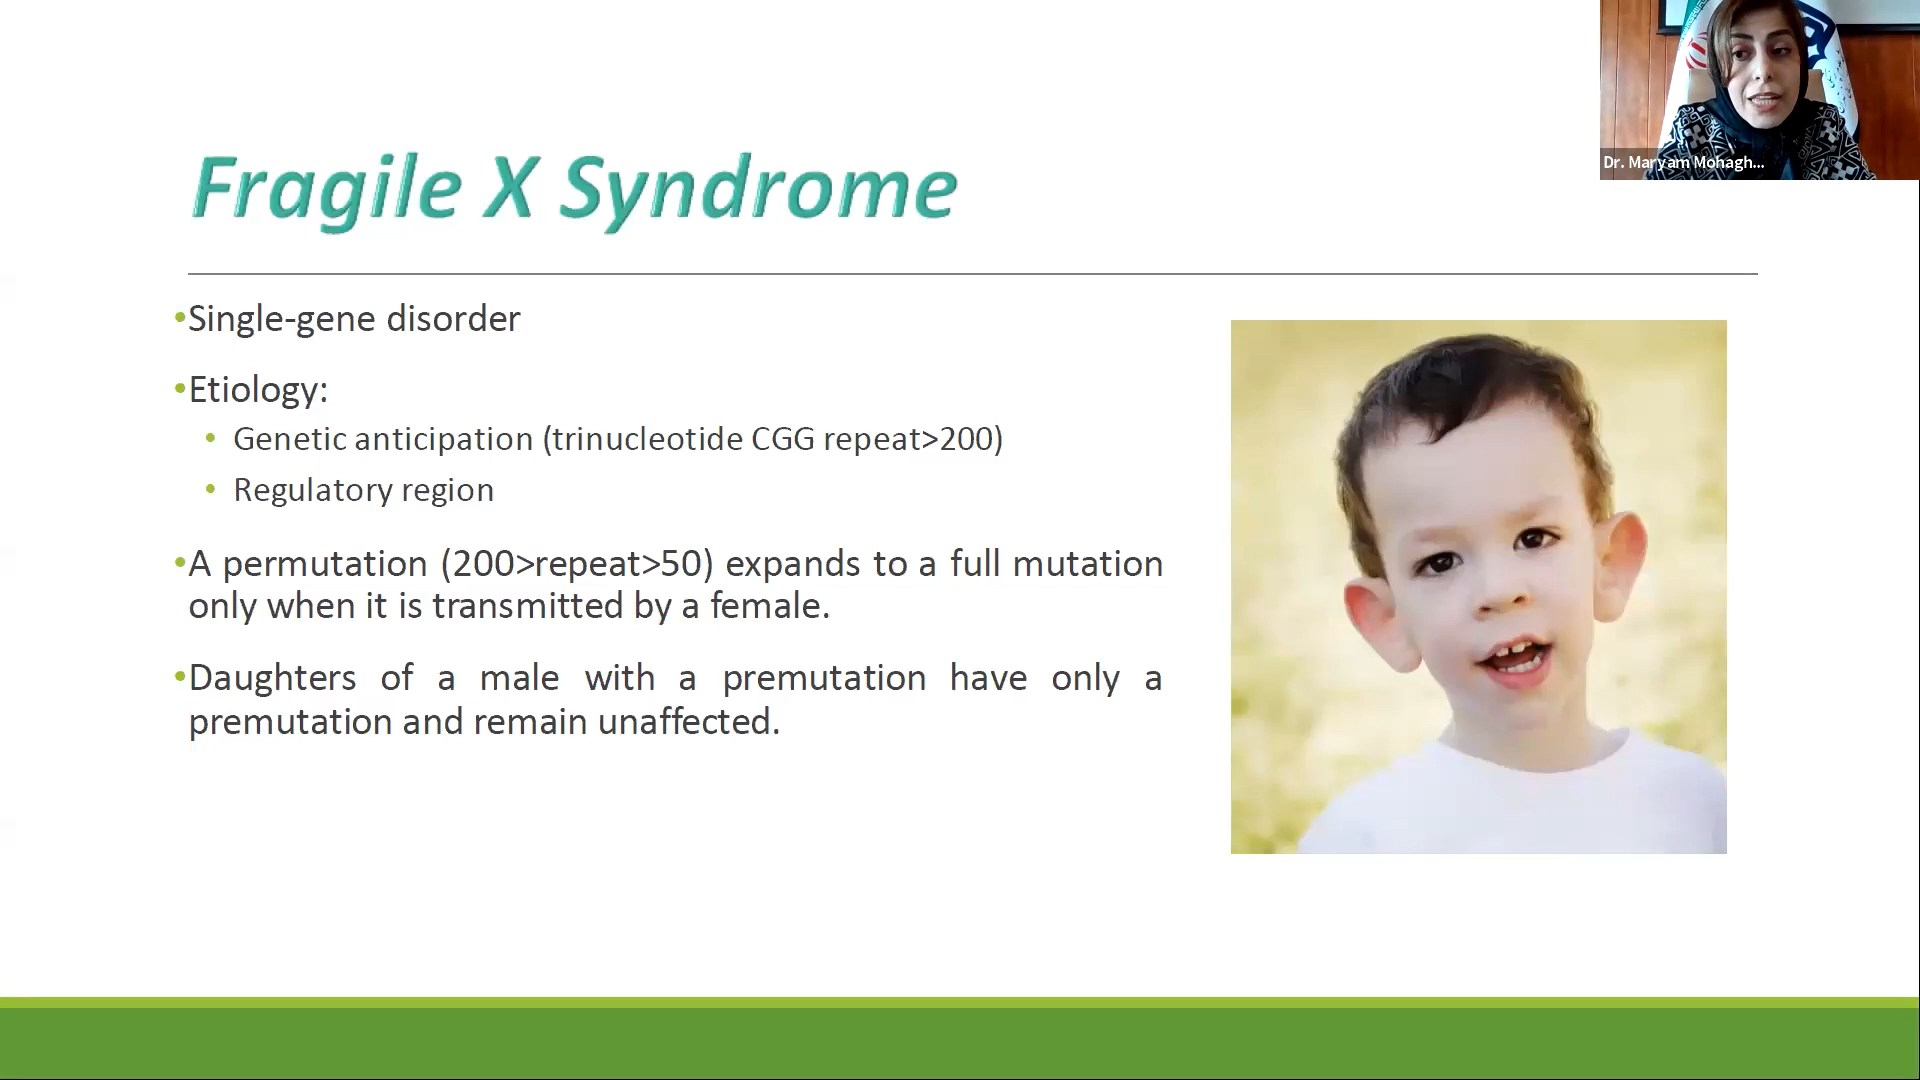 Dr. Maryam Mohagh...
Fragile X Syndrome
•Single-gene disorder
•Etiology:
• Genetic anticipation (trinucleotide CGG repeat>200)
• Regulatory region
•A permutation (200>repeat>50) expands to a full mutation
only when it is transmitted by a female.
•Daughters of a male with a premutation have only a
premutation and remain unaffected.